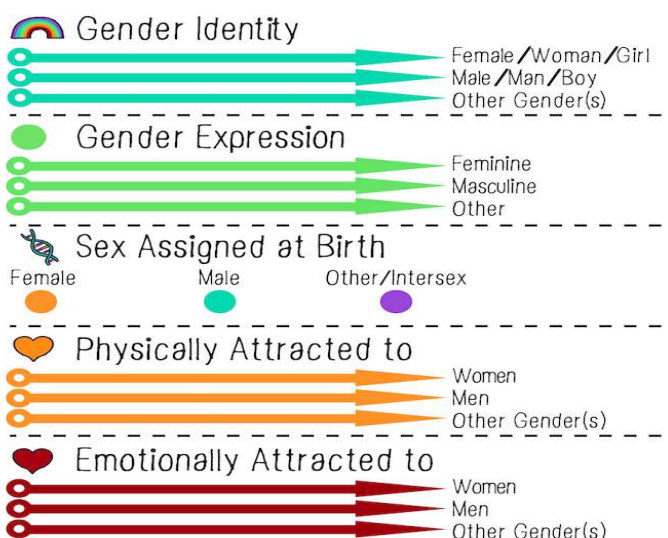 Gender Identity
Female/Woman/Girl
Male/Man/Boy
Other Gender(s)
Gender Expression
Feminine
Masculine
Other
Sex Assigned at Birth
Female Male Other/Intersex
Physically Attracted to
Women
Men
Other Gender(s)
Emotionally Attracted to
Women
Men
Other Gender(s)